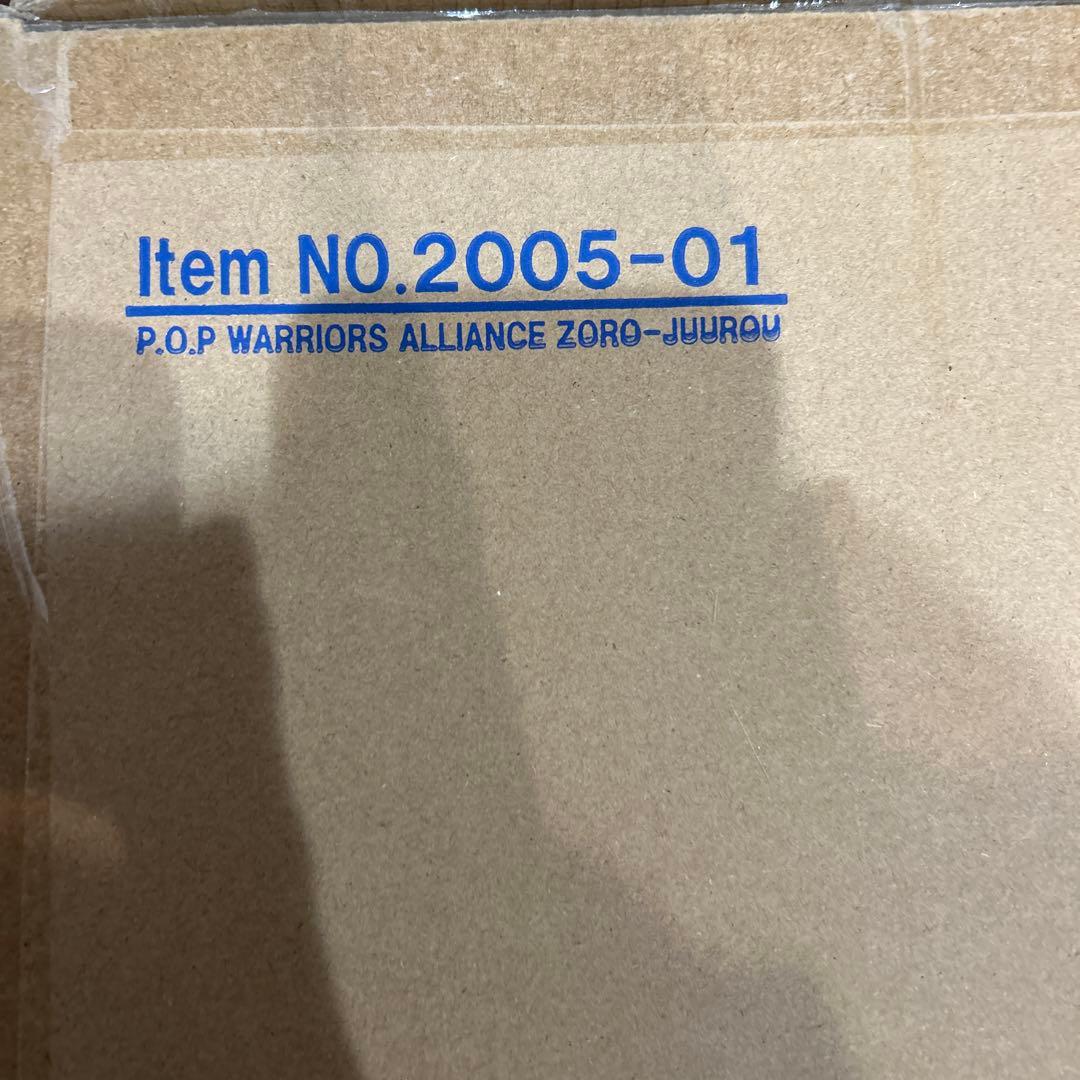 Item NO.2005-01
P.O.P WARRIORS ALLIANCE ZORO-JUUROU